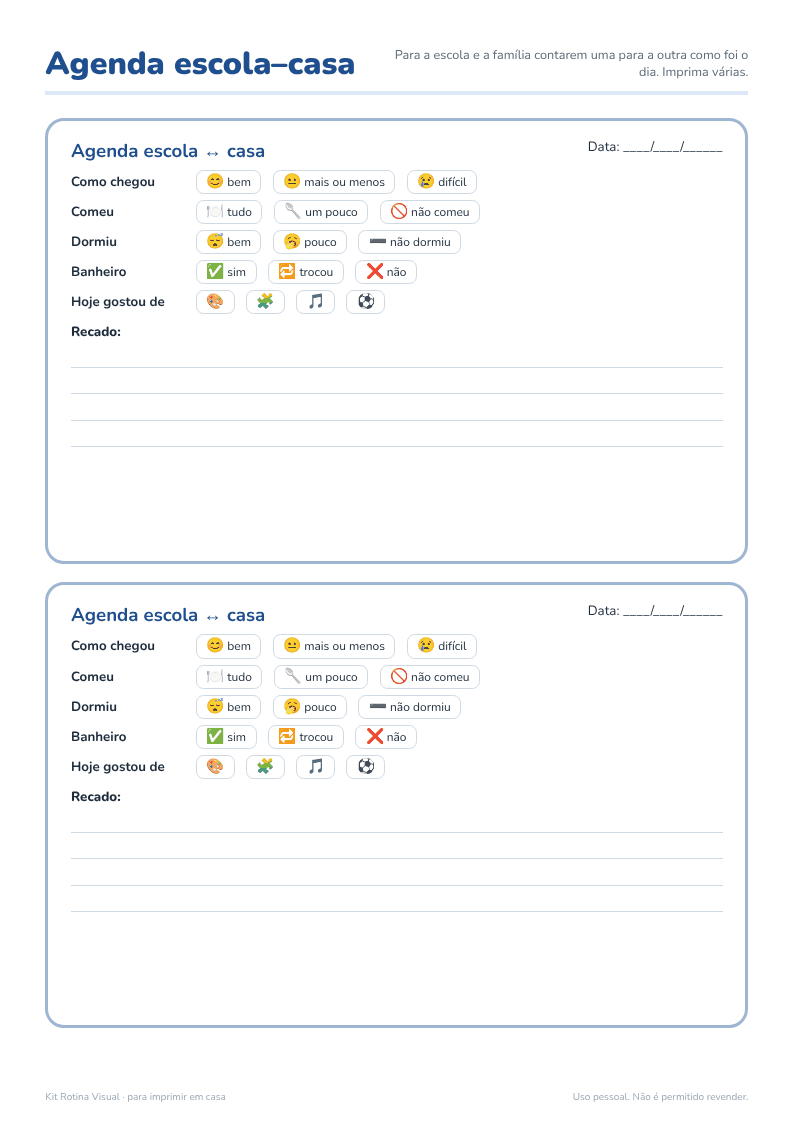 Agenda escola–casa
Para a escola e a família contarem uma para a outra como foi o
dia. Imprima várias.
Agenda escola ↔ casa
Data: ____/____/______
Como chegou 😊 bem 😐 mais ou menos 😢 difícil
Comeu 🍽️ tudo 🥄 um pouco 🚫 não comeu
Dormiu 😴 bem 🥱 pouco ➖ não dormiu
Banheiro ✅ sim 🔁 trocou ❌ não
Hoje gostou de 🎨 🧩 🎵 ⚽
Recado:
Agenda escola ↔ casa
Data: ____/____/______
Como chegou 😊 bem 😐 mais ou menos 😢 difícil
Comeu 🍽️ tudo 🥄 um pouco 🚫 não comeu
Dormiu 😴 bem 🥱 pouco ➖ não dormiu
Banheiro ✅ sim 🔁 trocou ❌ não
Hoje gostou de 🎨 🧩 🎵 ⚽
Recado:
Kit Rotina Visual · para imprimir em casa
Uso pessoal. Não é permitido revender.